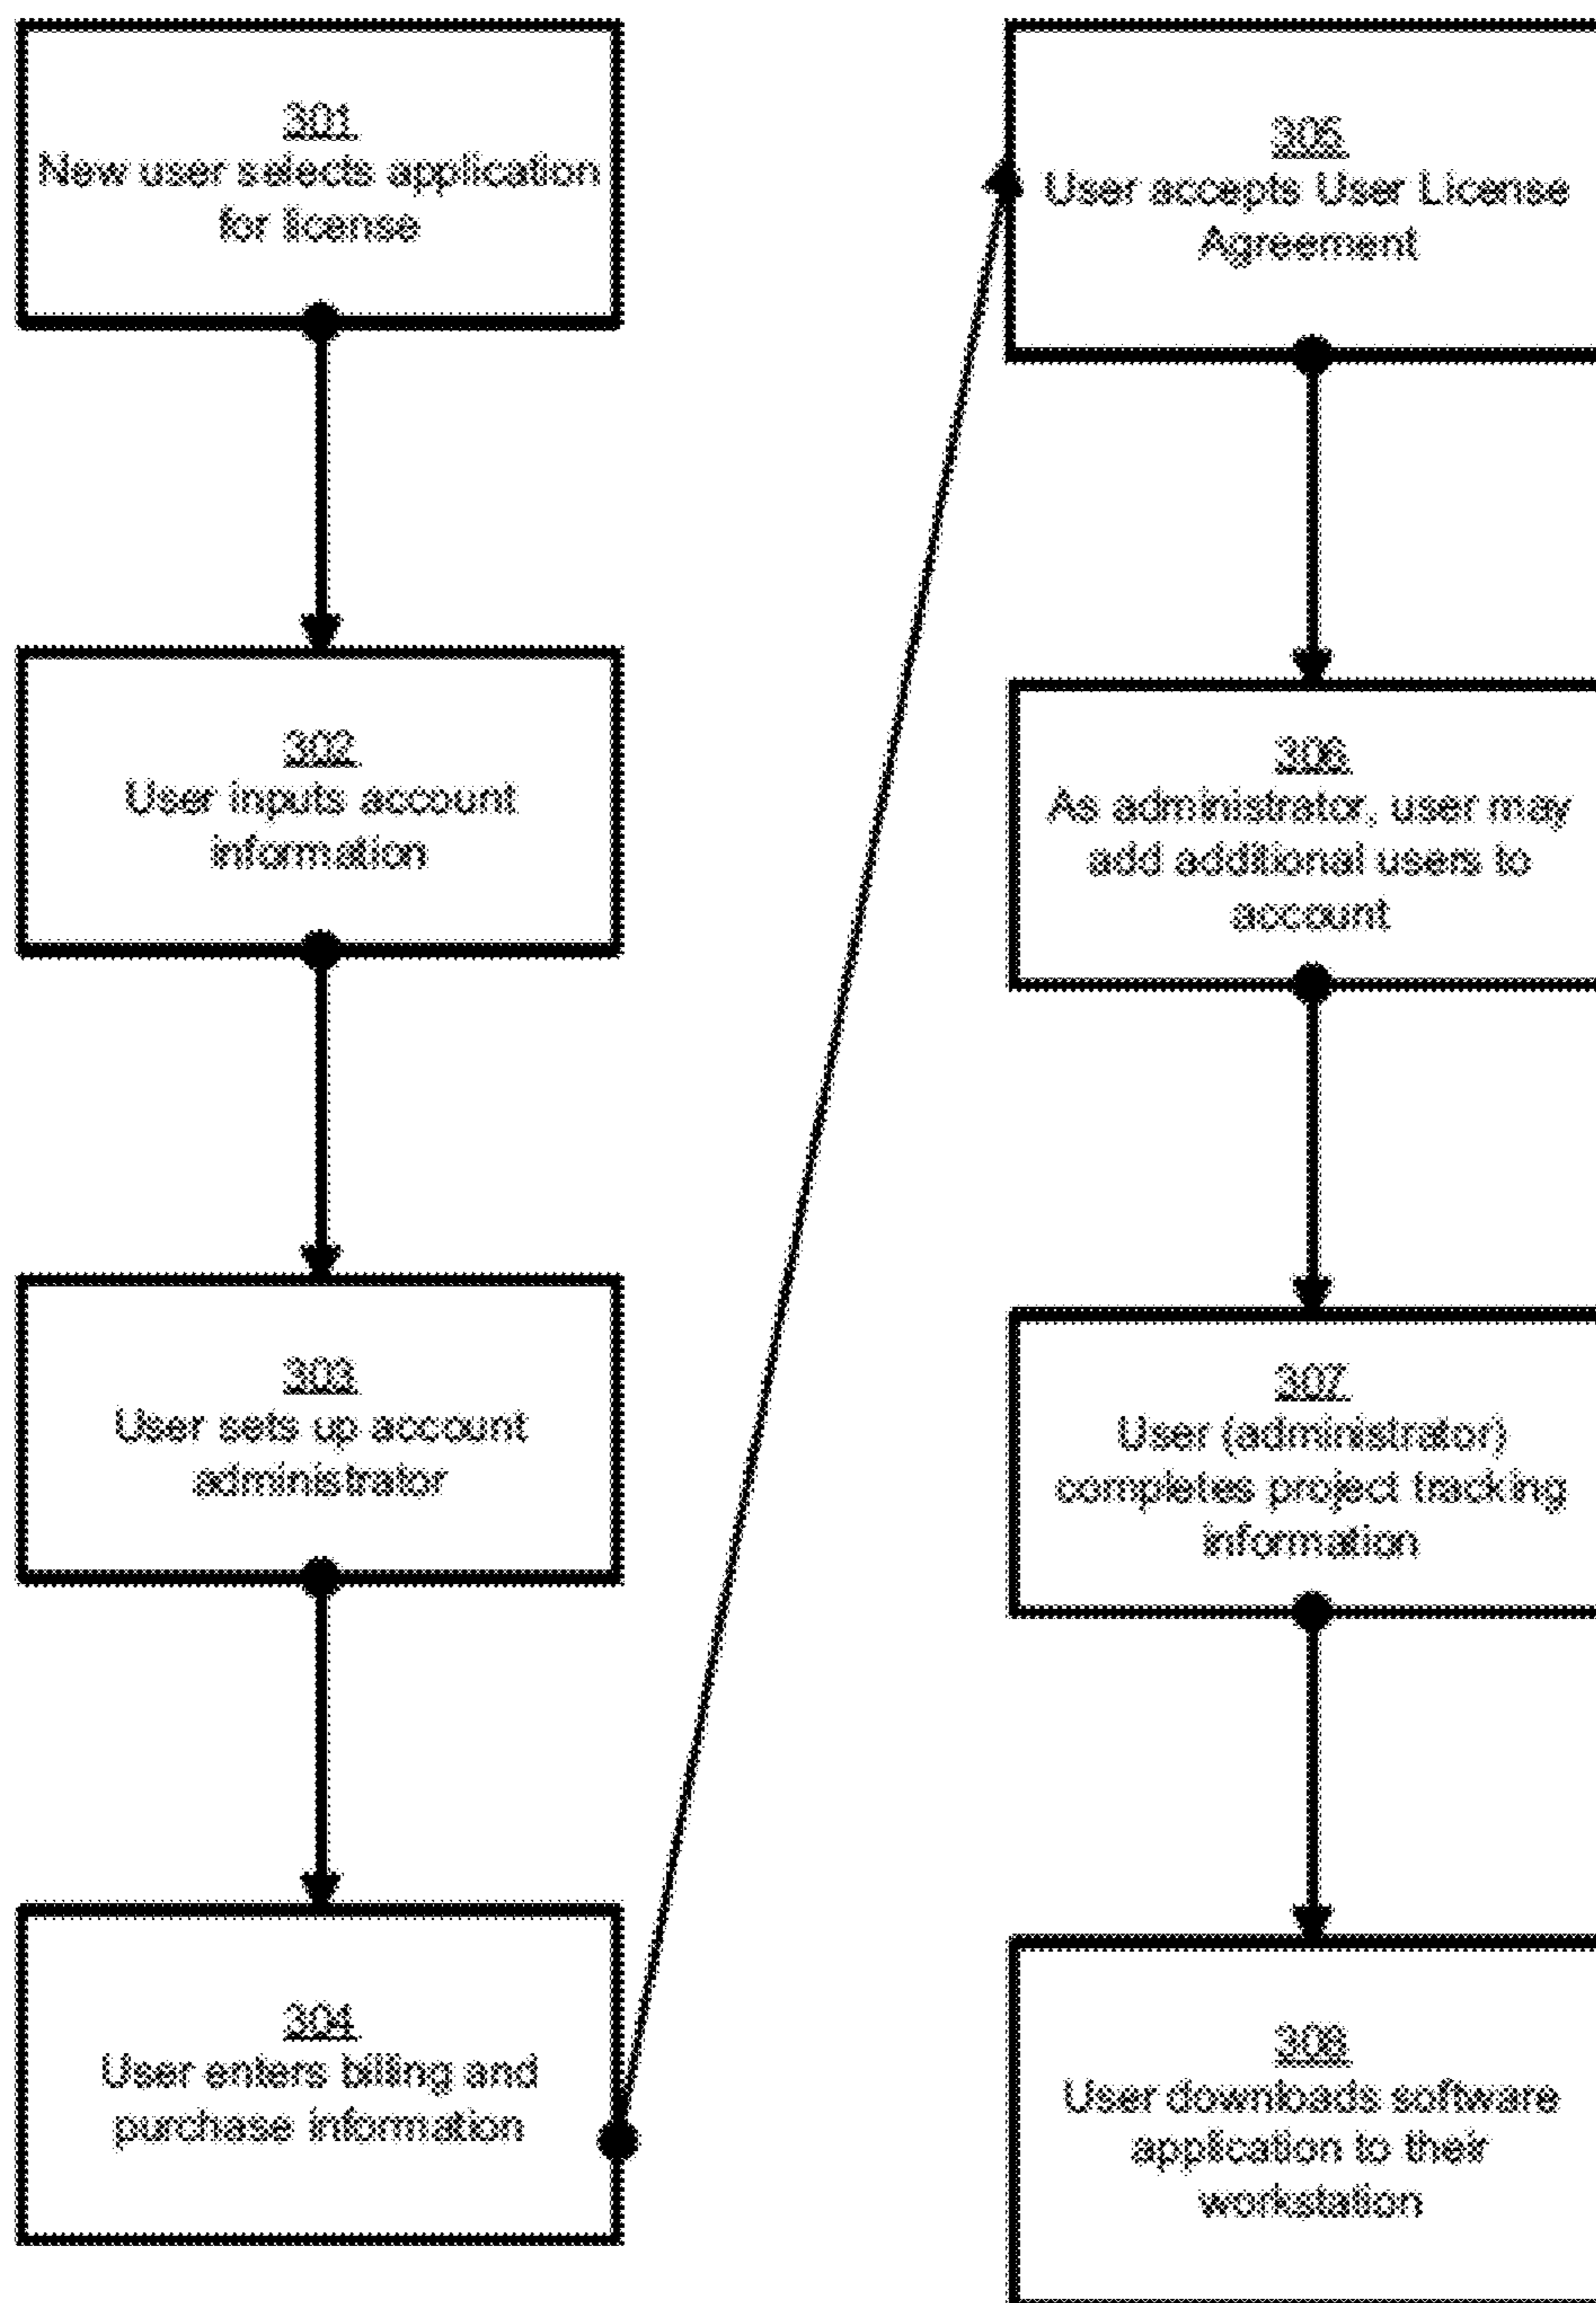 301
New user selects application
for license
302
User inputs account
information
303
User sets up account
administrator
304
User enters billing and
purchase information
305
User accepts User License
Agreement
306
As administrator, user may
add additional users to
account
307
User (administrator)
completes project tracking
information
308
User downloads software
application to their
workstation